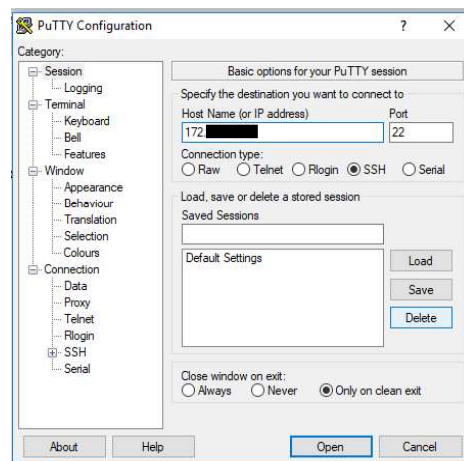 PuTTY Configuration ? X
Category:
Session
Logging
Terminal
Keyboard
Bell
Features
Window
Appearance
Behaviour
Translation
Selection
Colours
Connection
Data
Proxy
Telnet
Rlogin
SSH
Serial
Basic options for your PuTTY session
Specify the destination you want to connect to
Host Name (or IP address) Port
172. 22
Connection type:
Raw Telnet Rlogin SSH Serial
Load, save or delete a stored session
Saved Sessions
Default Settings
Load
Save
Delete
Close window on exit:
Always Never Only on clean exit
About Help Open Cancel